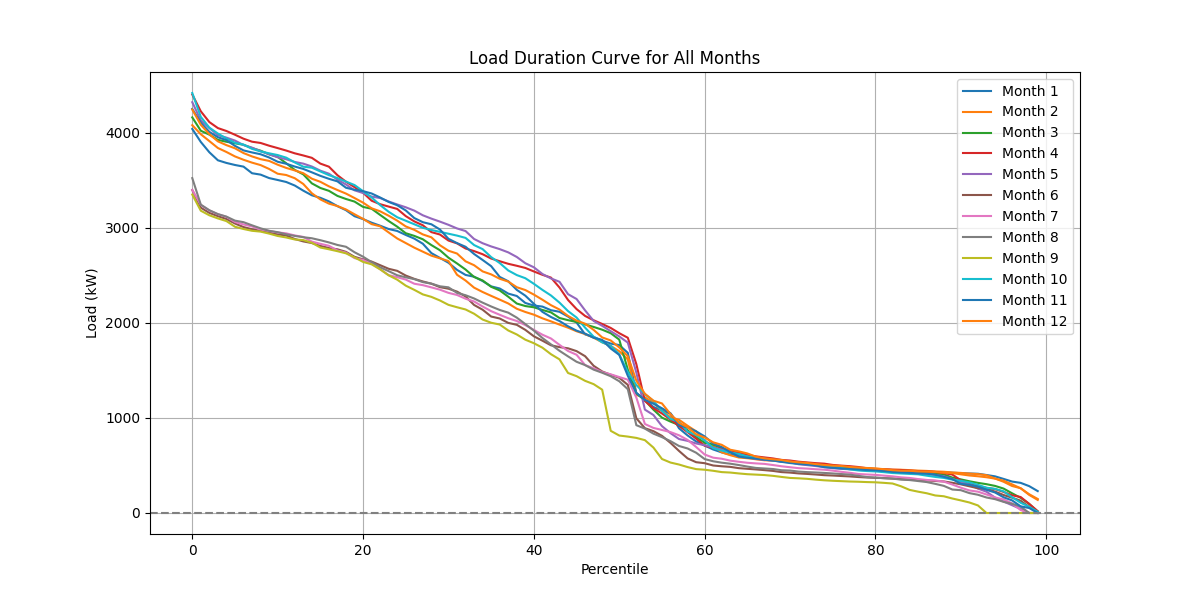 Load Duration Curve for All Months
Load (kW)
4000
3000
2000
1000
0
0 20 40 60 80 100
Percentile
Month 1
Month 2
Month 3
Month 4
Month 5
Month 6
Month 7
Month 8
Month 9
Month 10
Month 11
Month 12